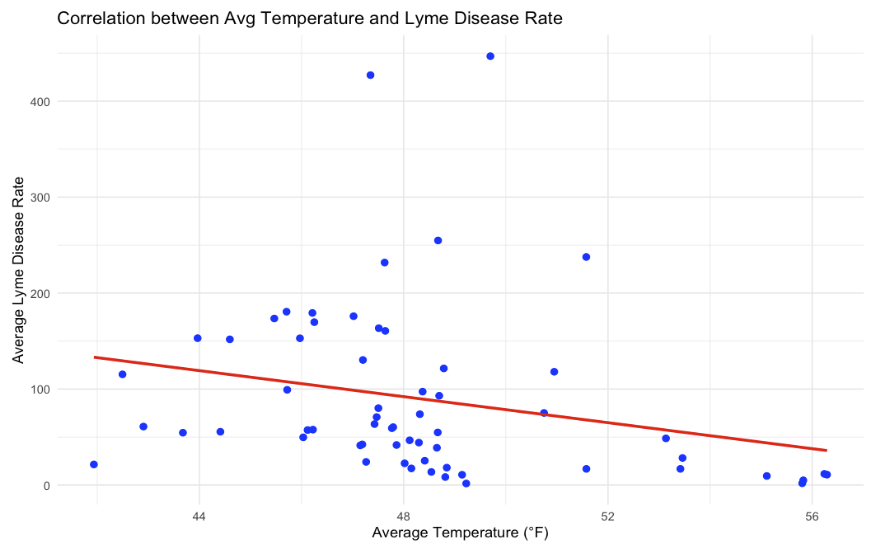 Correlation between Avg Temperature and Lyme Disease Rate
Average Lyme Disease Rate
400
300
200
100
0
44 48 52 56
Average Temperature (°F)